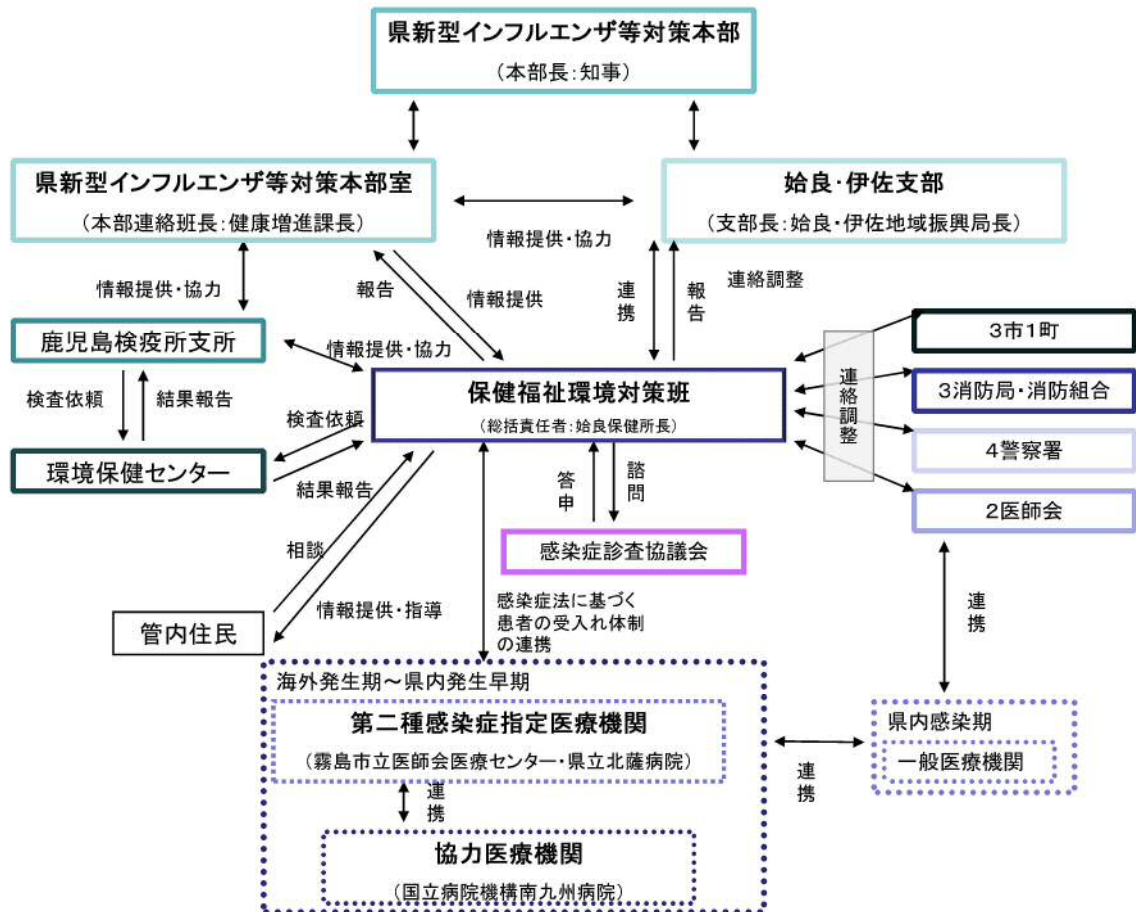 県新型インフルエンザ等対策本部
（本部長：知事）
県新型インフルエンザ等対策本部室
（本部連絡班長：健康増進課長）
姶良・伊佐支部
（支部長：姶良・伊佐地域振興局長）
情報提供・協力
情報提供・協力
報告
情報提供
連携
報告
連絡調整
鹿児島検疫所支所
情報提供・協力
3市1町
保健福祉環境対策班
（総括責任者：姶良保健所長）
連絡調整
3消防局・消防組合
検査依頼
結果報告
検査依頼
4警察署
環境保健センター
結果報告
答申
諮問
2医師会
相談
感染症診査協議会
情報提供・指導
感染症法に基づく
患者の受入れ体制
の連携
連携
管内住民
海外発生期～県内発生早期
第二種感染症指定医療機関
（霧島市立医師会医療センター・県立北薩病院）
連携
県内感染期
一般医療機関
連携
協力医療機関
（国立病院機構南九州病院）